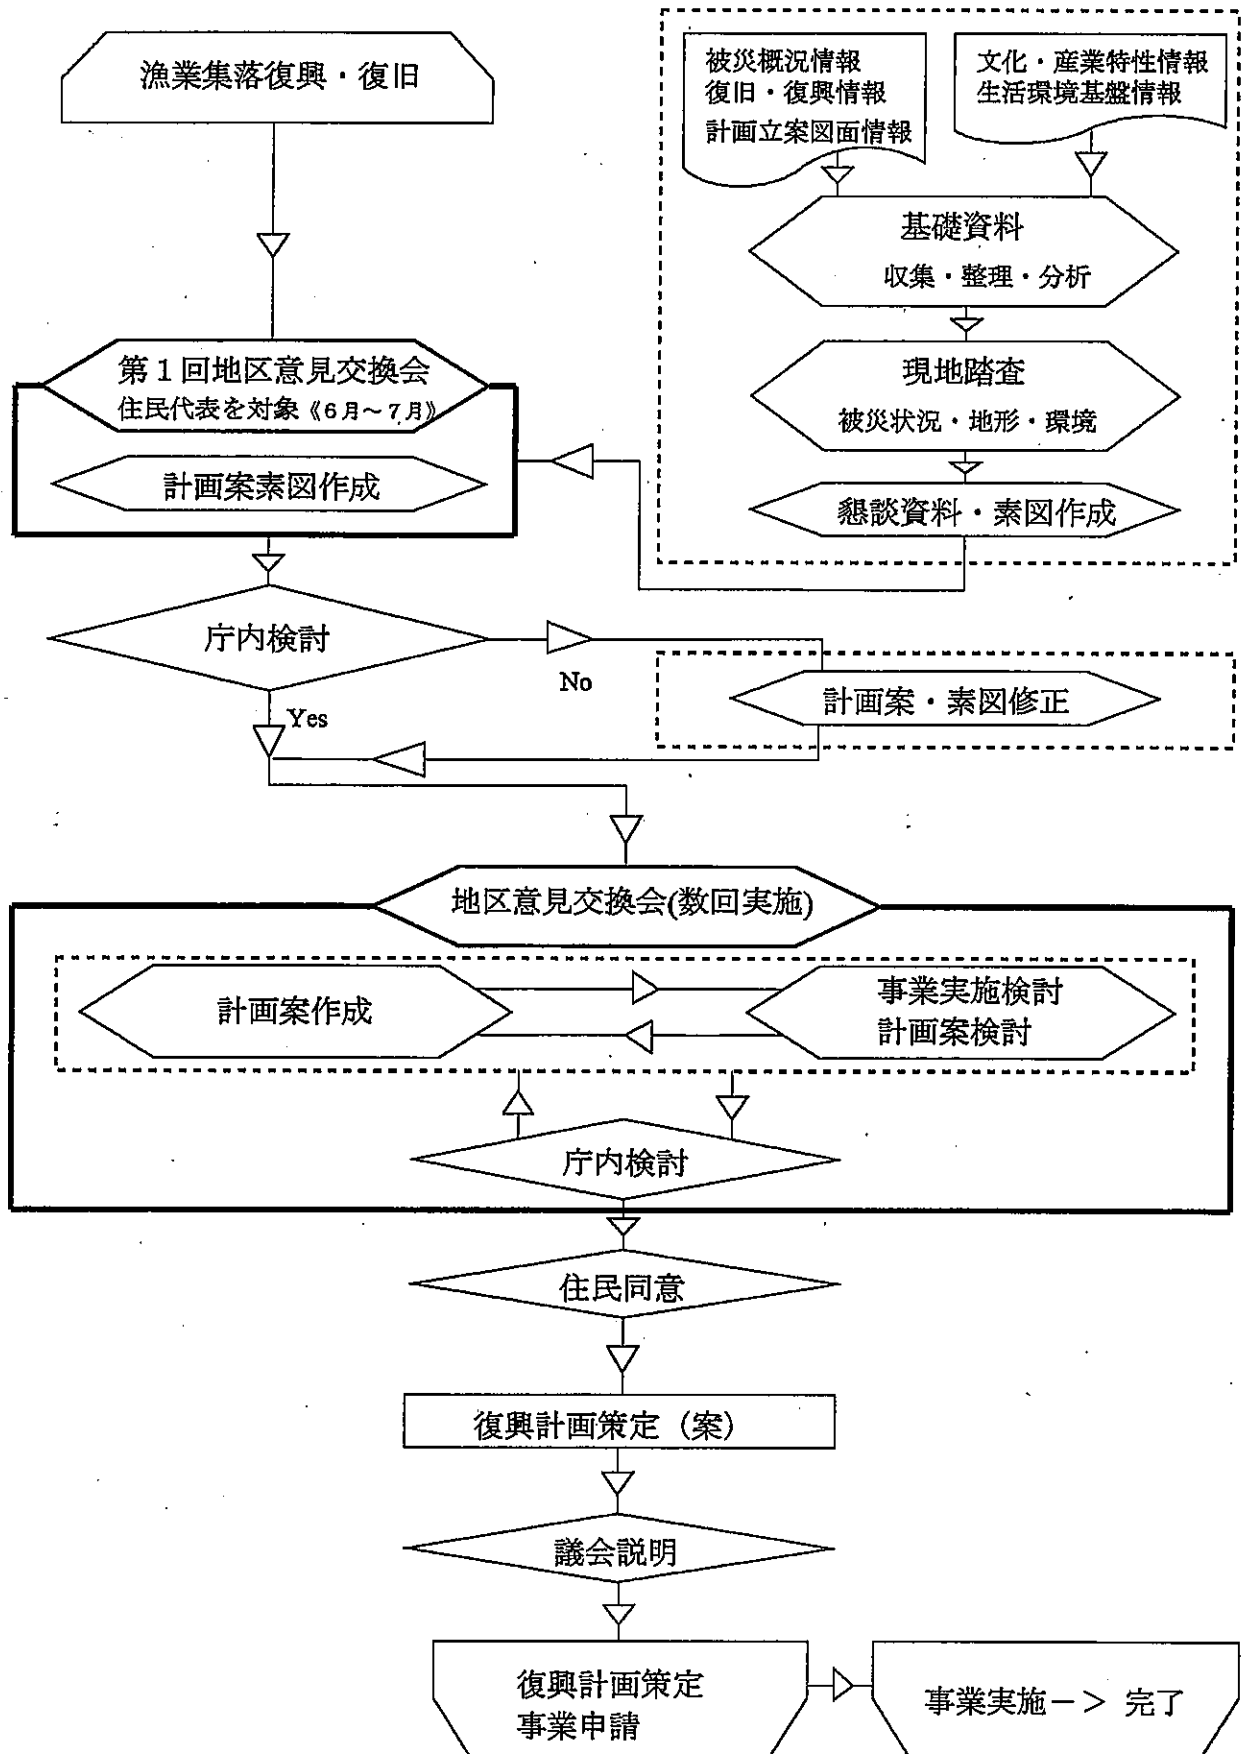 漁業集落復興・復旧
被災概況情報
復旧・復興情報
計画立案図面情報
文化・産業特性情報
生活環境基盤情報
基礎資料
収集・整理・分析
現地踏査
被災状況・地形・環境
懇談資料・素図作成
第1回地区意見交換会
住民代表を対象《6月～7月》
計画案素図作成
庁内検討
No
Yes
計画案・素図修正
地区意見交換会(数回実施)
計画案作成
事業実施検討
計画案検討
庁内検討
住民同意
復興計画策定（案）
議会説明
復興計画策定
事業申請
事業実施－＞ 完了